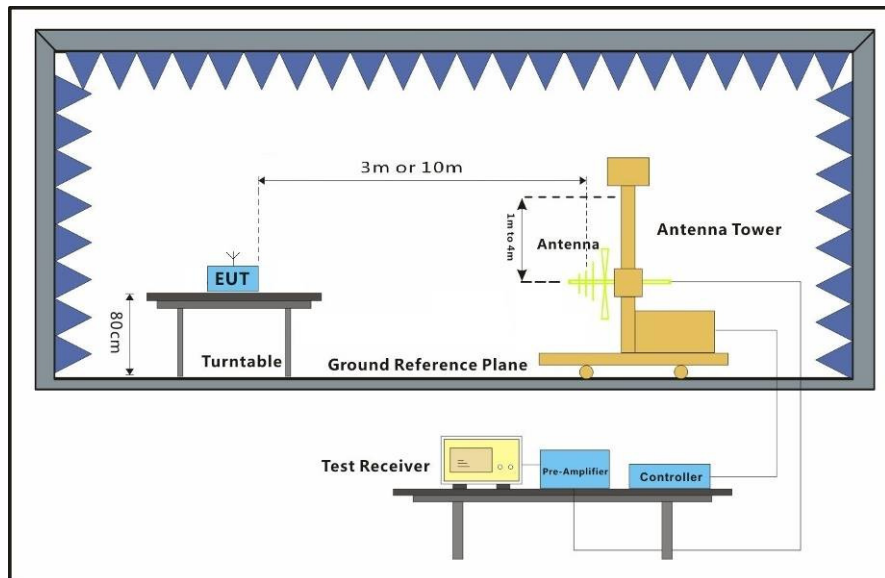 3m or 10m
1m to 4m
Antenna
Antenna Tower
EUT
80cm
Turntable
Ground Reference Plane
Test Receiver
Pre-Amplifier
Controller